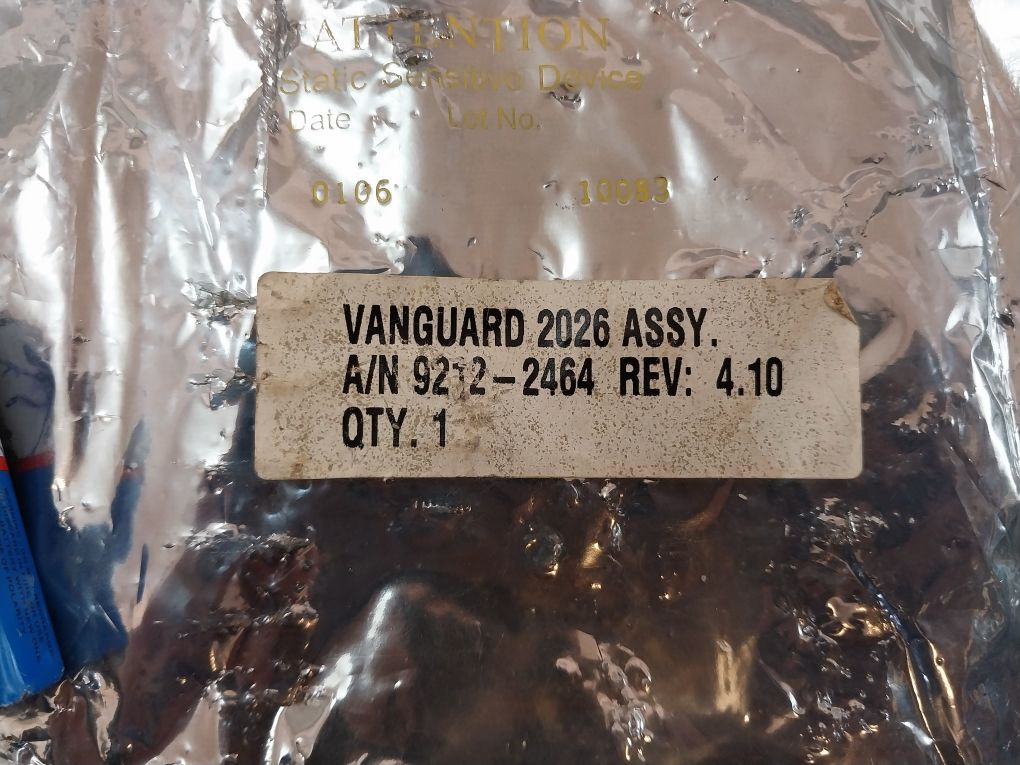 ATTENTION
Static Sensitive Device
Date Lot No.
0106 10083
VANGUARD 2026 ASSY.
A/N 9212-2464 REV: 4.10
QTY. 1